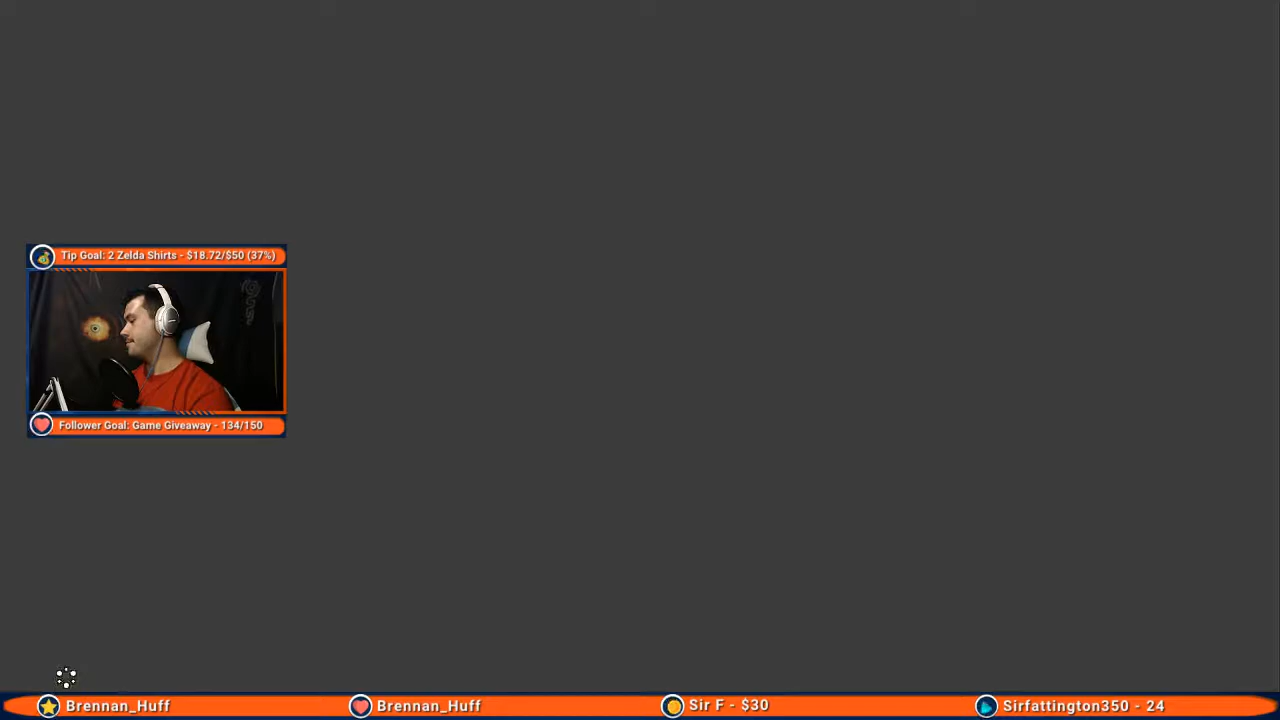 Tip Goal: 2 Zelda Shirts - $18.72/$50 (37%)
Follower Goal: Game Giveaway - 134/150
Brennan_Huff
Brennan_Huff
Sir F - $30
Sirfattington350 - 24